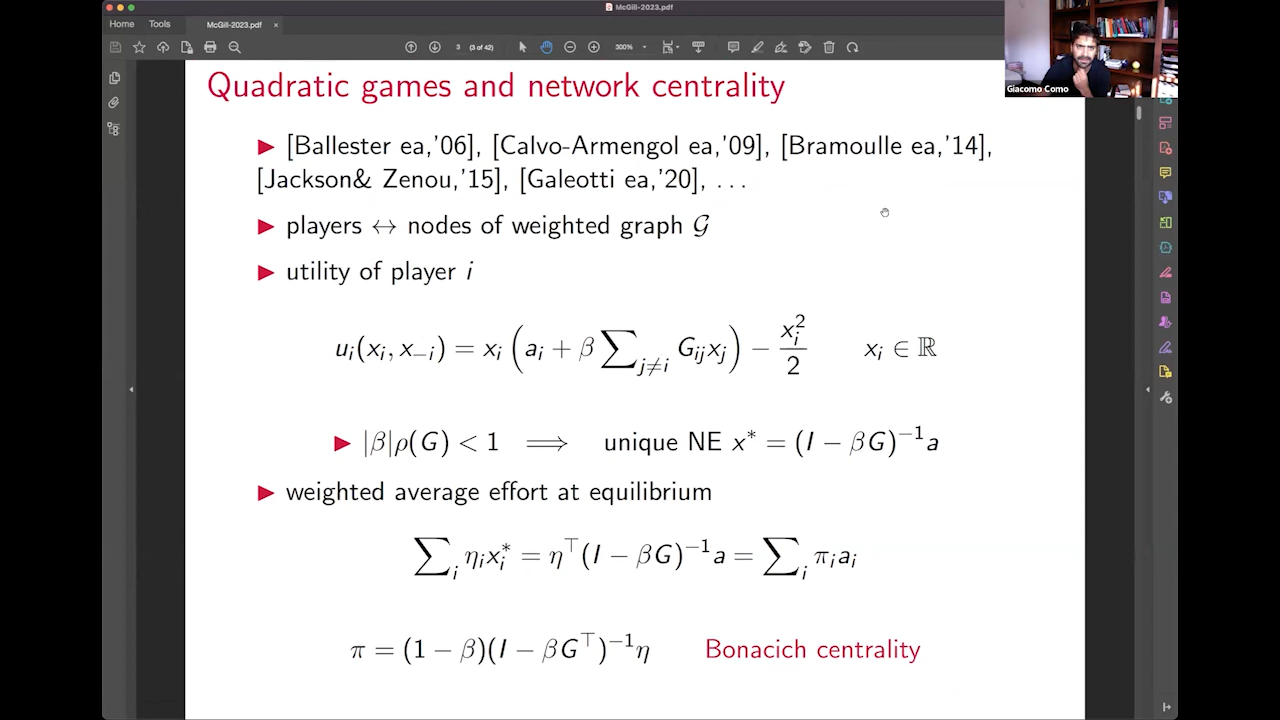 McGill-2023.pdf
Home
Tools
McGill-2023.pdf
×
3
(3 of 42)
300%
Giacomo Como
Quadratic games and network centrality
▶ [Ballester ea,'06], [Calvo-Armengol ea,'09], [Bramoulle ea,'14],
[Jackson& Zenou,'15], [Galeotti ea,'20], . . .
▶ players ↔ nodes of weighted graph 𝒢
▶ utility of player i
u_i(x_i, x_{−i}) = x_i (a_i + β ∑_{j≠i} G_{ij}x_j) − x_i^2/2 x_i ∈ ℝ
▶ |β|ρ(G) < 1 ⟹ unique NE x* = (I − βG)^{−1}a
▶ weighted average effort at equilibrium
∑_i η_i x_i^* = η^⊤(I − βG)^{−1}a = ∑_i π_i a_i
π = (1 − β)(I − βG^⊤)^{−1}η Bonacich centrality